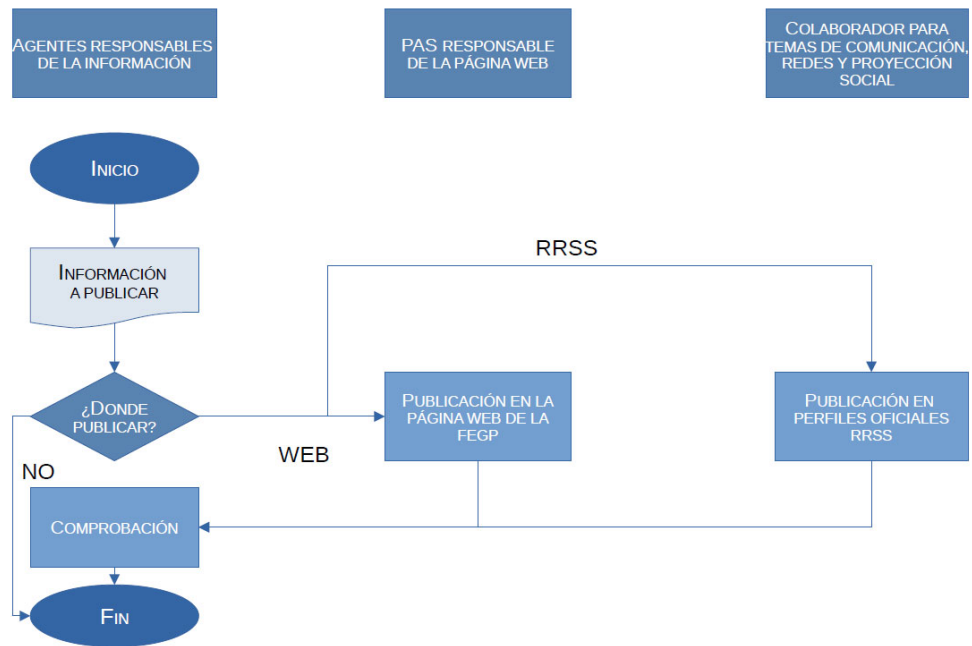 AGENTES RESPONSABLES
DE LA INFORMACIÓN
PAS RESPONSABLE
DE LA PÁGINA WEB
COLABORADOR PARA
TEMAS DE COMUNICACIÓN,
REDES Y PROYECCIÓN
SOCIAL
INICIO
INFORMACIÓN
A PUBLICAR
RRSS
¿DONDE
PUBLICAR?
PUBLICACIÓN EN LA
PÁGINA WEB DE LA
FEGP
PUBLICACIÓN EN
PERFILES OFICIALES
RRSS
WEB
NO
COMPROBACIÓN
FIN